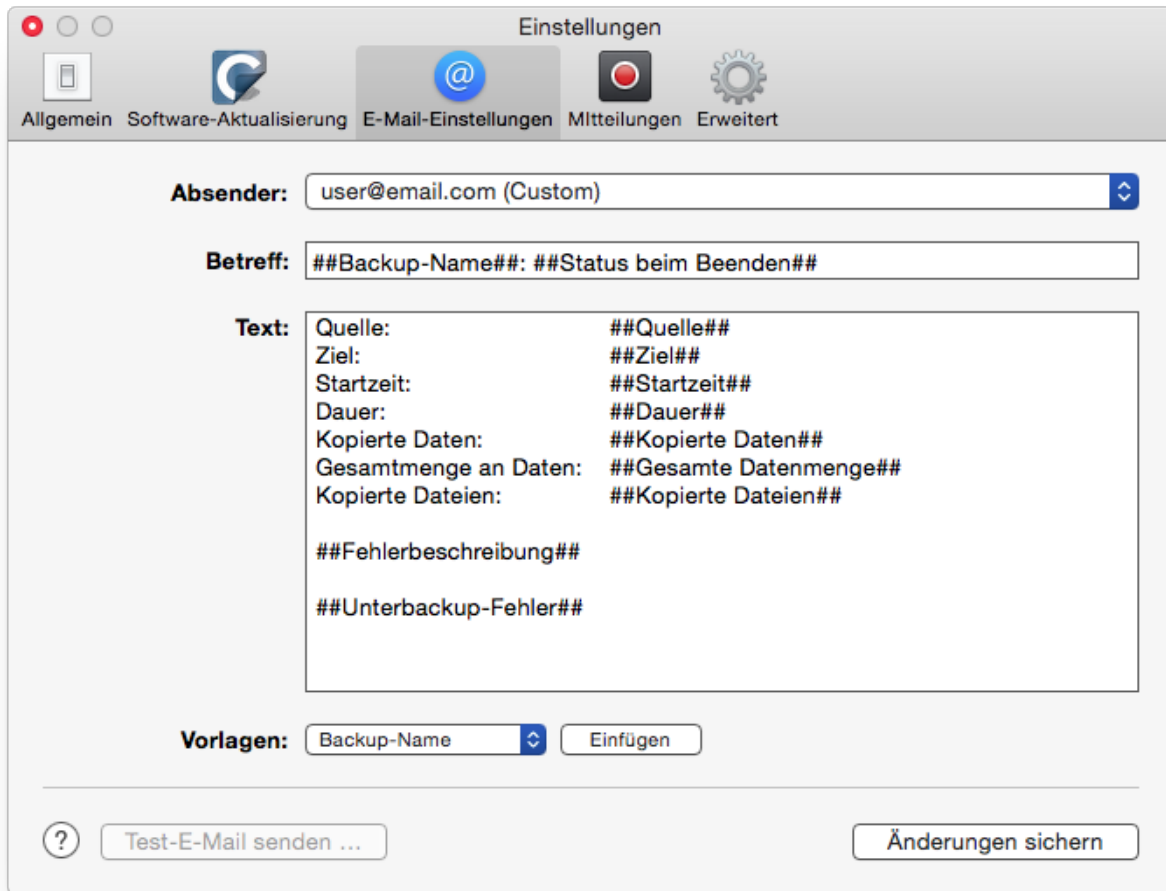 Einstellungen
Allgemein Software-Aktualisierung E-Mail-Einstellungen MItteilungen Erweitert
Absender: user@email.com (Custom)
Betreff: ##Backup-Name##: ##Status beim Beenden##
Text: Quelle: ##Quelle##
Ziel: ##Ziel##
Startzeit: ##Startzeit##
Dauer: ##Dauer##
Kopierte Daten: ##Kopierte Daten##
Gesamtmenge an Daten: ##Gesamte Datenmenge##
Kopierte Dateien: ##Kopierte Dateien##
##Fehlerbeschreibung##
##Unterbackup-Fehler##
Vorlagen: Backup-Name Einfügen
? Test-E-Mail senden ... Änderungen sichern